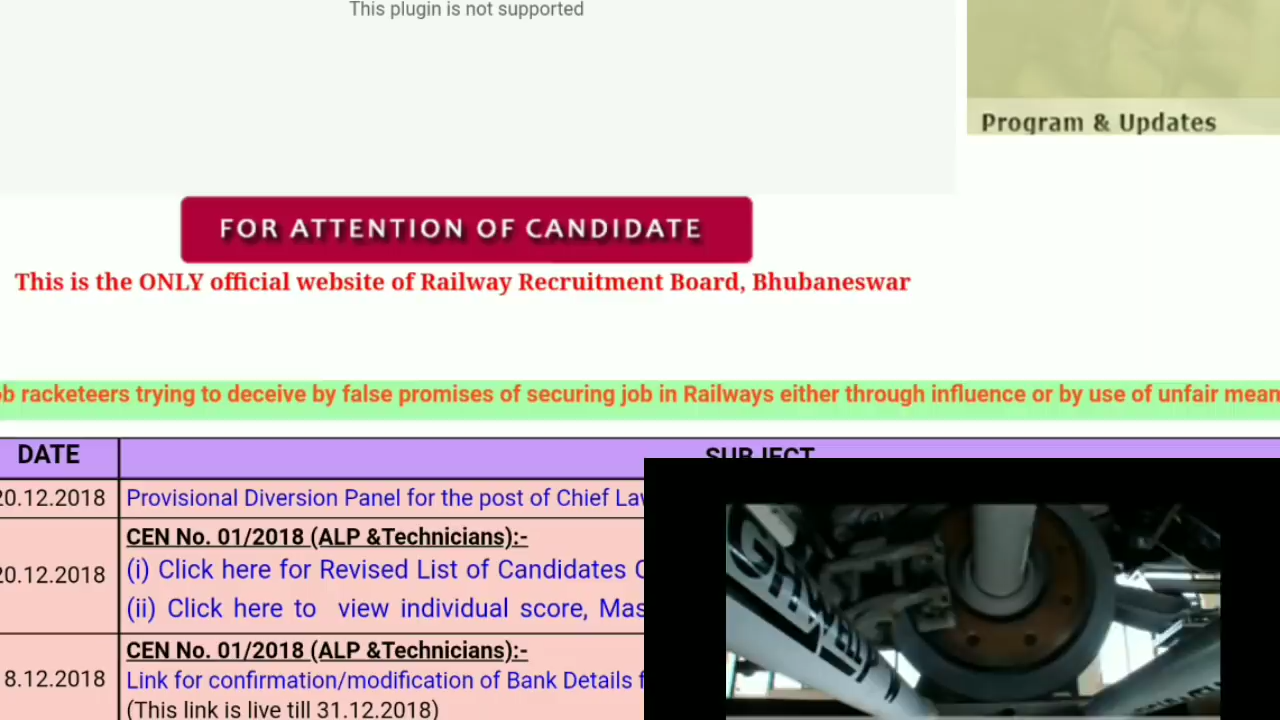 This plugin is not supported
Program & Updates
FOR ATTENTION OF CANDIDATE
This is the ONLY official website of Railway Recruitment Board, Bhubaneswar
racketeers trying to deceive by false promises of securing job in Railways either through influence or by use of unfair
DATE
SUBJECT
20.12.2018
Provisional Diversion Panel for the post of Chief
CEN No. 01/2018 (ALP &Technicians):-
20.12.2018
(i) Click here for Revised List of Candidates
(ii) Click here to view individual score,
CEN No. 01/2018 (ALP &Technicians):-
8.12.2018
Link for confirmation/modification of Bank Details
(This link is live till 31.12.2018)